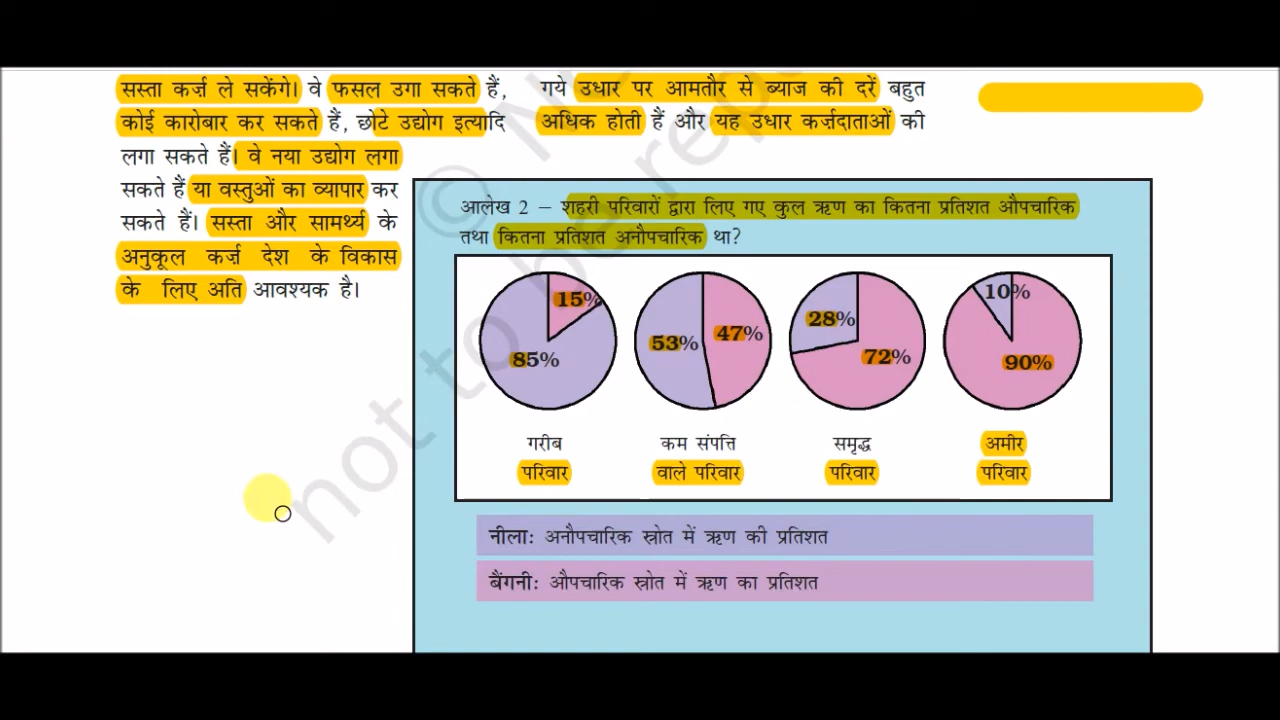 सस्ता कर्ज़ ले सकेंगे। वे फसल उगा सकते हैं,
कोई कारोबार कर सकते हैं, छोटे उद्योग इत्यादि
लगा सकते हैं। वे नया उद्योग लगा
सकते हैं या वस्तुओं का व्यापार कर
सकते हैं। सस्ता और सामर्थ्य के
अनुकूल कर्ज़ देश के विकास
के लिए अति आवश्यक है।
गये उधार पर आमतौर से ब्याज की दरें बहुत
अधिक होती हैं और यह उधार कर्ज़दाताओं की
आलेख 2 – शहरी परिवारों द्वारा लिए गए कुल ऋण का कितना प्रतिशत औपचारिक
तथा कितना प्रतिशत अनौपचारिक था?
15%
85%
53%
47%
28%
72%
10%
90%
गरीब
परिवार
कम संपत्ति
वाले परिवार
समृद्ध
परिवार
अमीर
परिवार
नीला: अनौपचारिक स्रोत में ऋण की प्रतिशत
बैंगनी: औपचारिक स्रोत में ऋण का प्रतिशत
© N
not to be rep